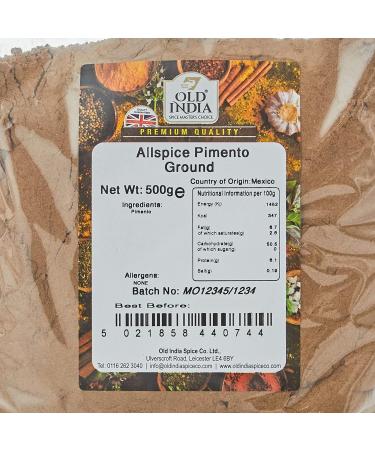 OLD
INDIA
SPICE MASTERS CHOICE
PREMIUM QUALITY
Allspice Pimento
Ground
Country of Origin:Mexico
Net Wt: 500g e
Nutritional Information per 100g
Ingredients:
Pimento
Energy (Kj) 1452
Kcal 347
Fat(g) 8.7
of which saturates(g) 2.6
Carbohydrate(g) 50.5
of which sugar(g) 0
Protein(g) 6.1
Salt(g) 0.19
Allergens:
NONE
Batch No: MO12345/1234
Best Before:
5 021858 440744
Old India Spice Co. Ltd.,
Ulverscroft Road, Leicester LE4 6BY
Tel: 0116 262 3040 | info@oldindiaspiceco.com | www.oldindiaspiceco.com